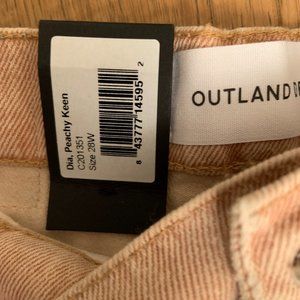 Dia, Peachy Keen
C201351
Size 28W
8 43777 14595 2
OUTLAND